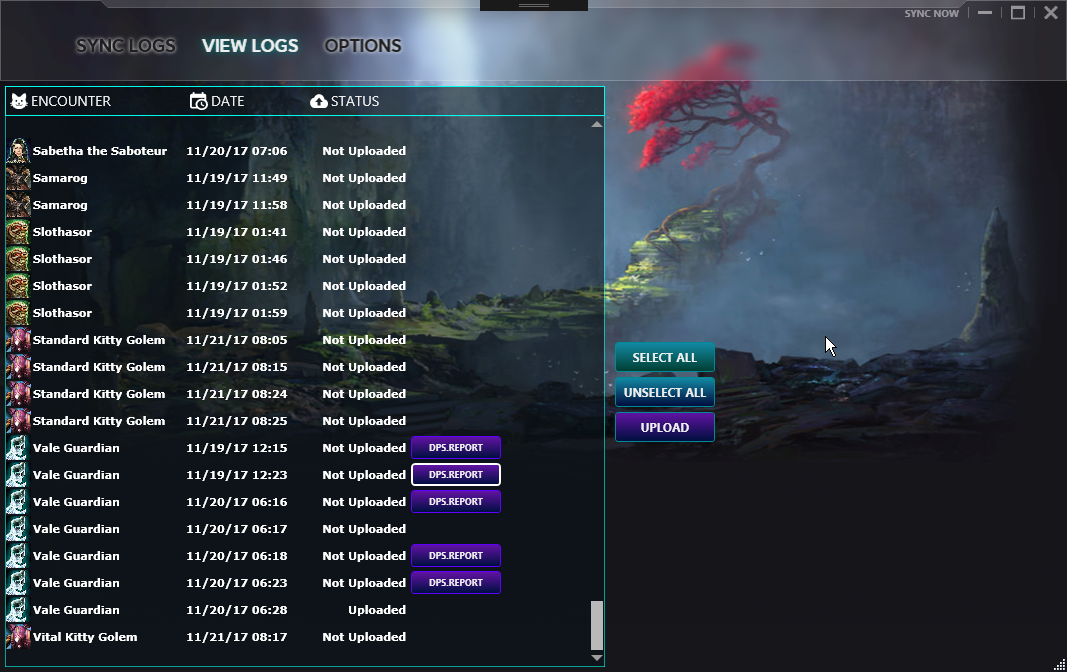 SYNC NOW
SYNC LOGS VIEW LOGS OPTIONS
ENCOUNTER DATE STATUS
Sabetha the Saboteur 11/20/17 07:06 Not Uploaded
Samarog 11/19/17 11:49 Not Uploaded
Samarog 11/19/17 11:58 Not Uploaded
Slothasor 11/19/17 01:41 Not Uploaded
Slothasor 11/19/17 01:46 Not Uploaded
Slothasor 11/19/17 01:52 Not Uploaded
Slothasor 11/19/17 01:59 Not Uploaded
Standard Kitty Golem 11/21/17 08:05 Not Uploaded
Standard Kitty Golem 11/21/17 08:15 Not Uploaded
Standard Kitty Golem 11/21/17 08:24 Not Uploaded
Standard Kitty Golem 11/21/17 08:25 Not Uploaded
Vale Guardian 11/19/17 12:15 Not Uploaded DPS.REPORT
Vale Guardian 11/19/17 12:23 Not Uploaded DPS.REPORT
Vale Guardian 11/20/17 06:16 Not Uploaded DPS.REPORT
Vale Guardian 11/20/17 06:17 Not Uploaded
Vale Guardian 11/20/17 06:18 Not Uploaded DPS.REPORT
Vale Guardian 11/20/17 06:23 Not Uploaded DPS.REPORT
Vale Guardian 11/20/17 06:28 Uploaded
Vital Kitty Golem 11/21/17 08:17 Not Uploaded
SELECT ALL
UNSELECT ALL
UPLOAD